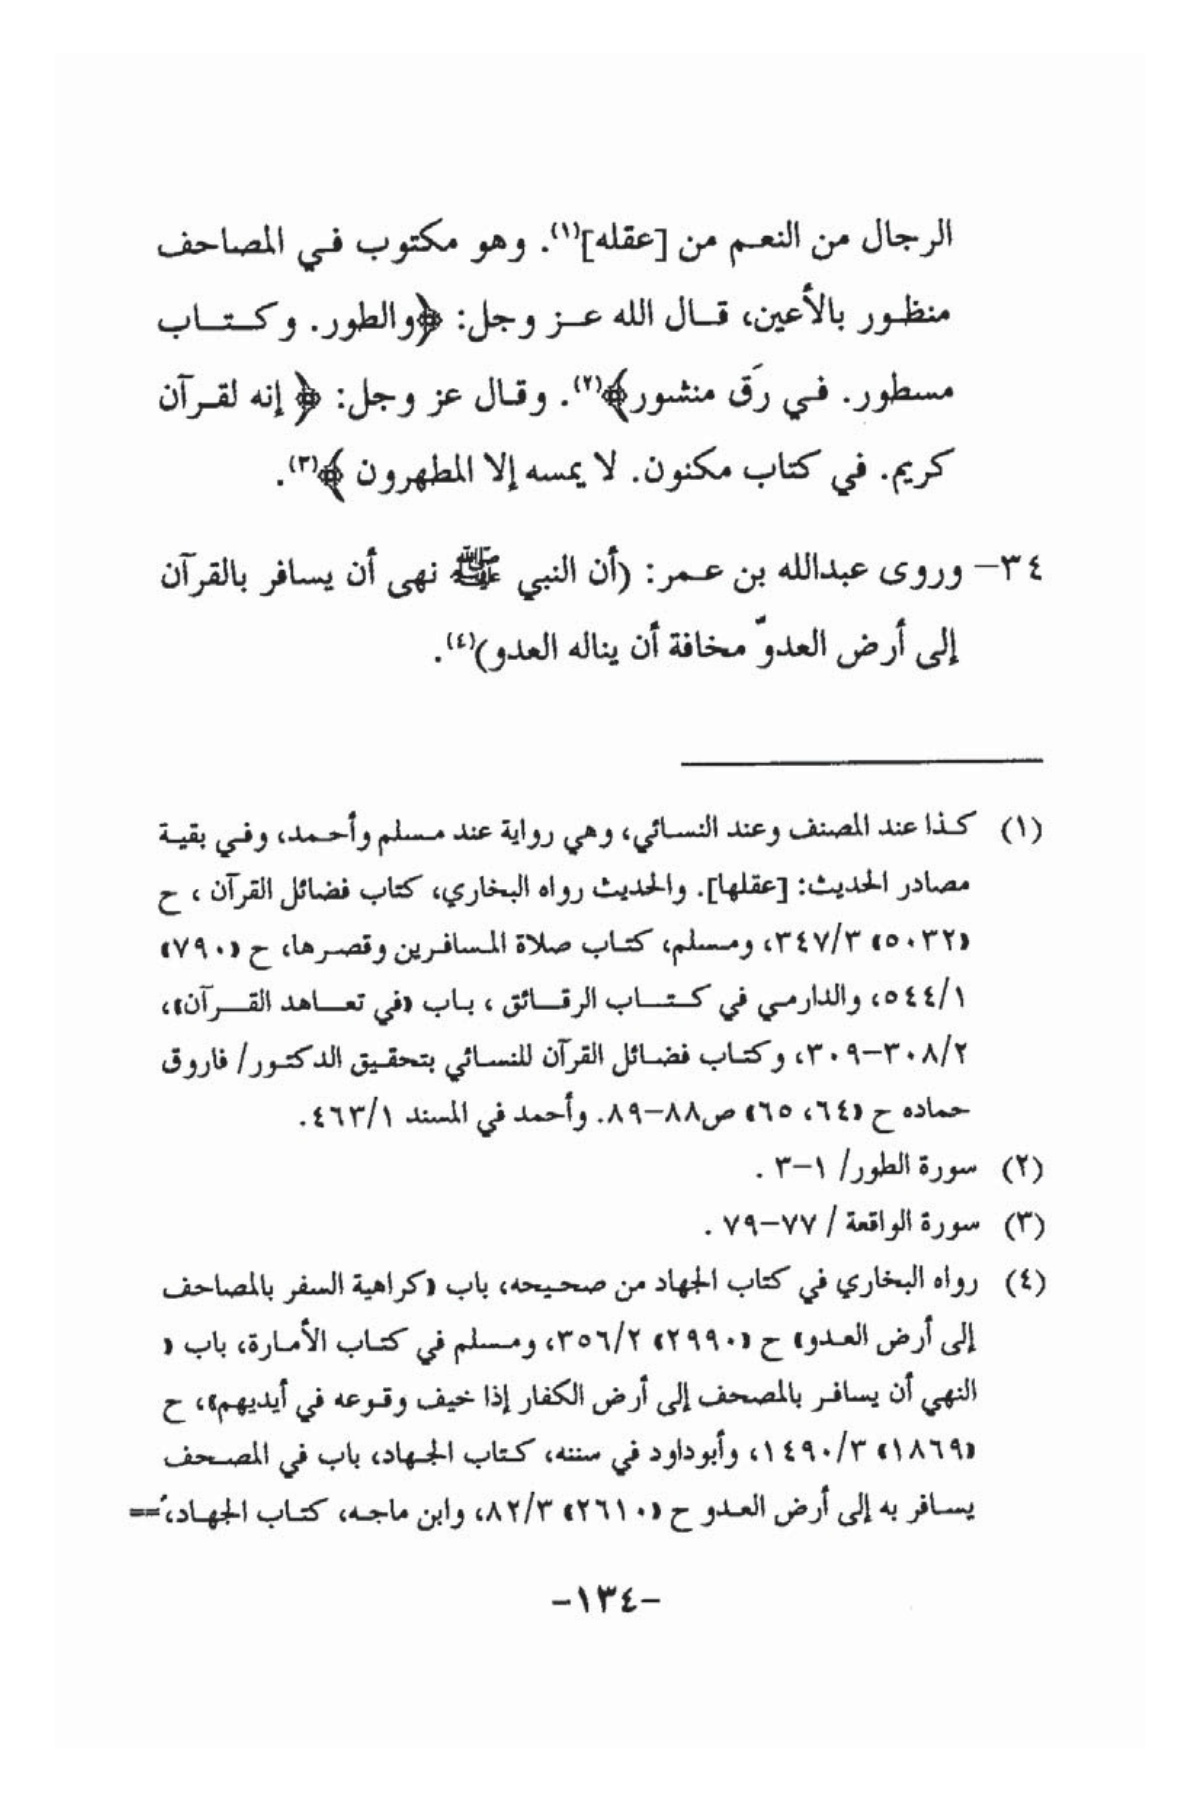 الرجال من النعم من [عقله](١). وهو مكتوب في المصاحف
منظور بالأعين، قال الله عز وجل: ﴿والطور. وكتاب
مسطور. في رَق منشور﴾(٢). وقال عز وجل: ﴿ إنه لقرآن
كريم. في كتاب مكنون. لا يمسه إلا المطهرون ﴾(٣).
٣٤- وروى عبدالله بن عمر: (أن النبي ﷺ نهى أن يسافر بالقرآن
إلى أرض العدوّ مخافة أن يناله العدو)(٤).
(١) كذا عند المصنف وعند النسائي، وهي رواية عند مسلم وأحمد، وفي بقية
مصادر الحديث: [عقلها]. والحديث رواه البخاري، كتاب فضائل القرآن ، ح
«٥٠٣٢» ٣٤٧/٣، ومسلم، كتاب صلاة المسافرين وقصرها، ح «٧٩٠»
٥٤٤/١، والدارمي في كتاب الرقائق ، باب «في تعاهد القرآن»،
٣٠٨/٢-٣٠٩، وكتاب فضائل القرآن للنسائي بتحقيق الدكتور/ فاروق
حماده ح «٦٤، ٦٥» ص٨٨-٨٩. وأحمد في المسند ٤٦٣/١.
(٢) سورة الطور/ ١-٣ .
(٣) سورة الواقعة / ٧٧-٧٩ .
(٤) رواه البخاري في كتاب الجهاد من صحيحه، باب «كراهية السفر بالمصاحف
إلى أرض العدو» ح «٢٩٩٠» ٣٥٦/٢، ومسلم في كتاب الأمارة، باب «
النهي أن يسافر بالمصحف إلى أرض الكفار إذا خيف وقوعه في أيديهم»، ح
«١٨٦٩» ١٤٩٠/٣، وأبوداود في سننه، كتاب الجهاد، باب في المصحف
يسافر به إلى أرض العدو ح «٢٦١٠» ٨٢/٣، وابن ماجه، كتاب الجهاد، ==
-١٣٤-